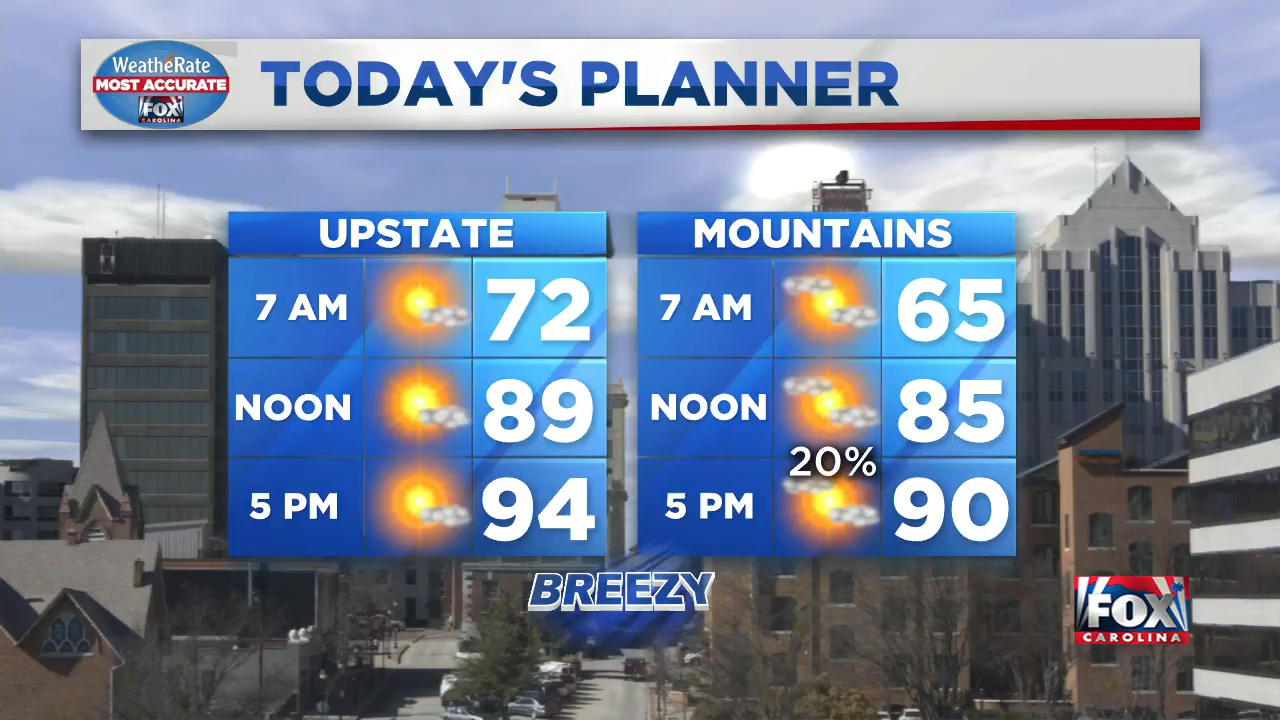 WeatheRate
MOST ACCURATE
FOX
CAROLINA
TODAY'S PLANNER
UPSTATE
7 AM 72
NOON 89
5 PM 94
MOUNTAINS
7 AM 65
NOON 85
20%
5 PM 90
BREEZY
FOX
CAROLINA